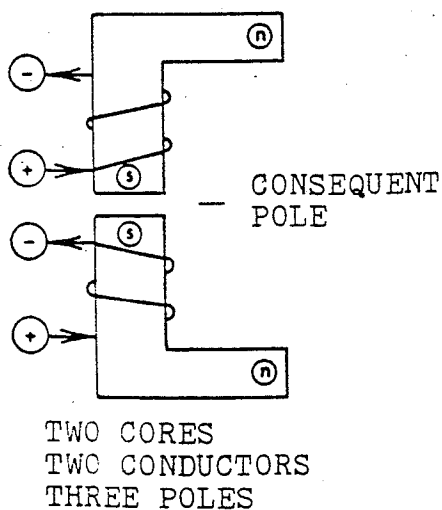 n
-
+
s
CONSEQUENT
POLE
-
s
+
n
TWO CORES
TWO CONDUCTORS
THREE POLES